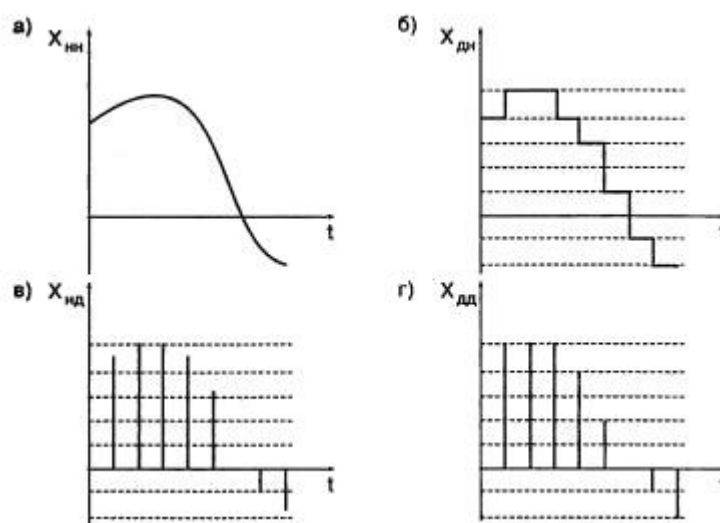 а) Xнн
t
б) Xдн
t
в) Xнд
t
г) Xдд
t